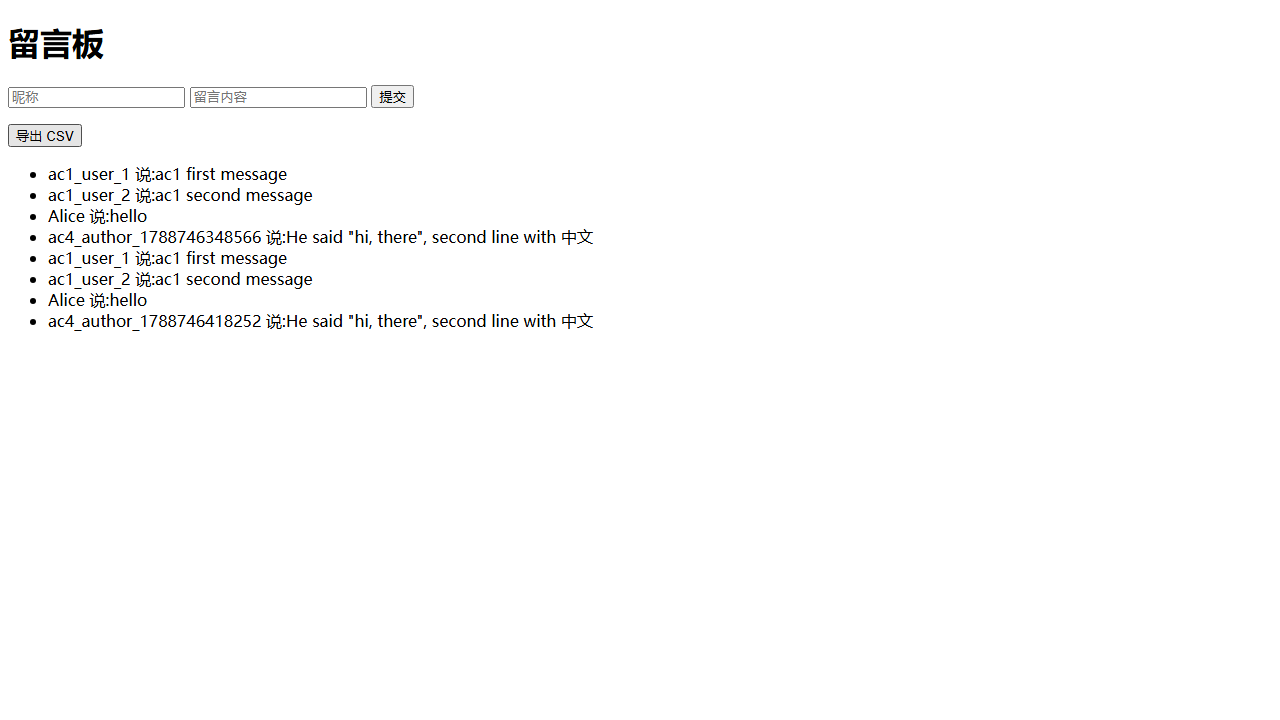 留言板
昵称 留言内容 提交
导出 CSV
ac1_user_1 说:ac1 first message
ac1_user_2 说:ac1 second message
Alice 说:hello
ac4_author_1788746348566 说:He said "hi, there", second line with 中文
ac1_user_1 说:ac1 first message
ac1_user_2 说:ac1 second message
Alice 说:hello
ac4_author_1788746418252 说:He said "hi, there", second line with 中文